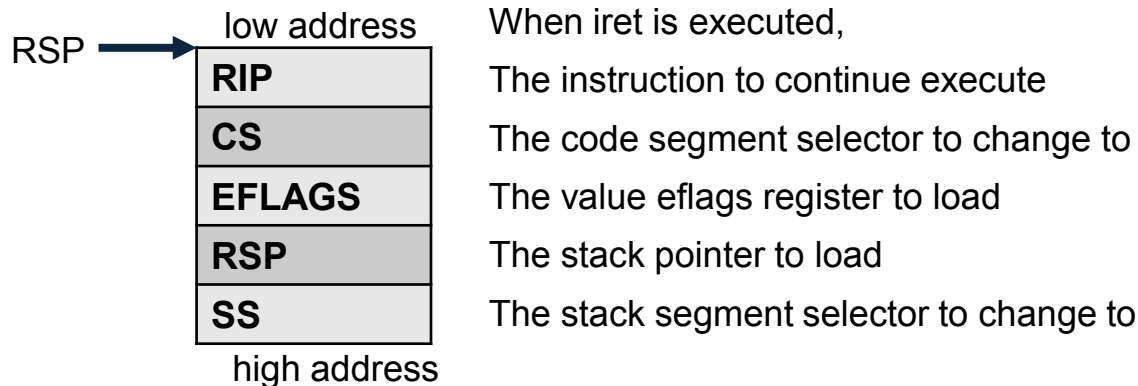 low address
When iret is executed,
RSP
RIP
The instruction to continue execute
CS
The code segment selector to change to
EFLAGS
The value eflags register to load
RSP
The stack pointer to load
SS
The stack segment selector to change to
high address